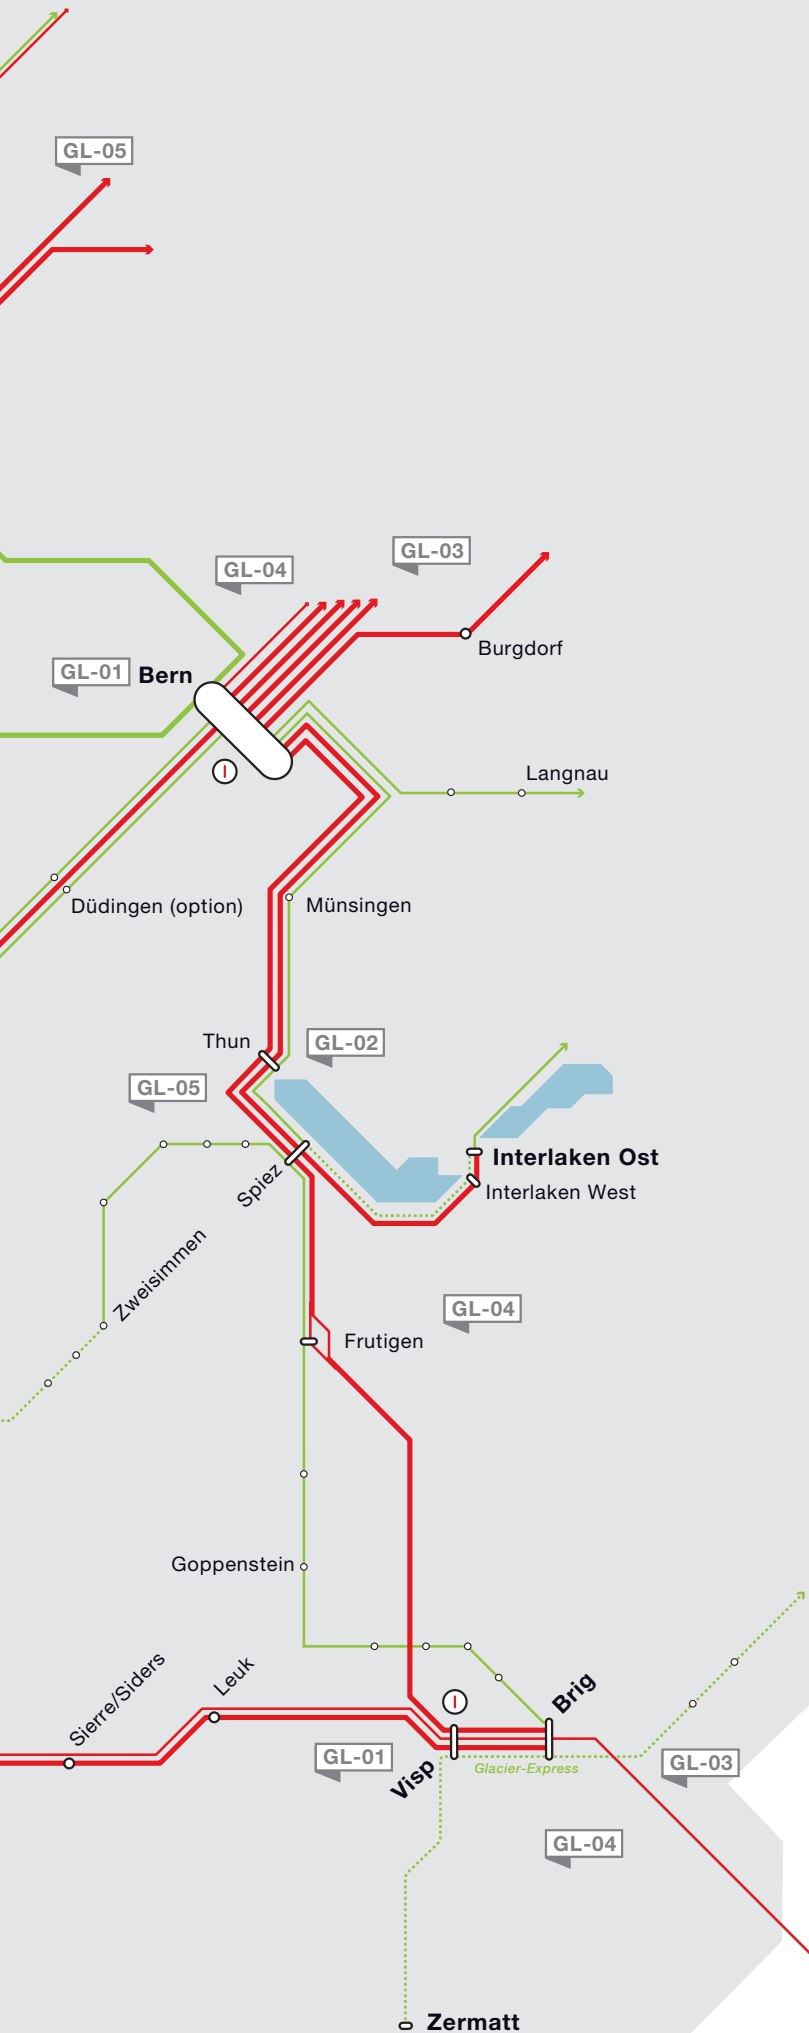 GL-05
GL-03
GL-04
Burgdorf
GL-01
Bern
I
Langnau
Düdingen (option)
Münsingen
Thun
GL-02
GL-05
Interlaken Ost
Spiez
Interlaken West
Zweisimmen
GL-04
Frutigen
Goppenstein
Sierre/Siders
Leuk
I
Brig
GL-01
Visp
Glacier-Express
GL-03
GL-04
Zermatt